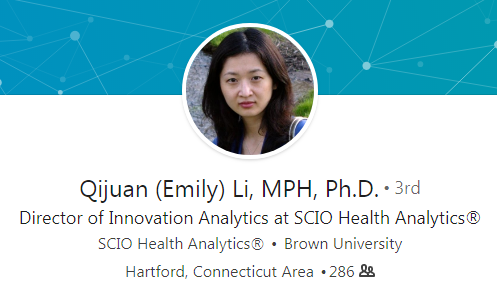 Qijuan (Emily) Li, MPH, Ph.D. • 3rd
Director of Innovation Analytics at SCIO Health Analytics®
SCIO Health Analytics® • Brown University
Hartford, Connecticut Area • 286